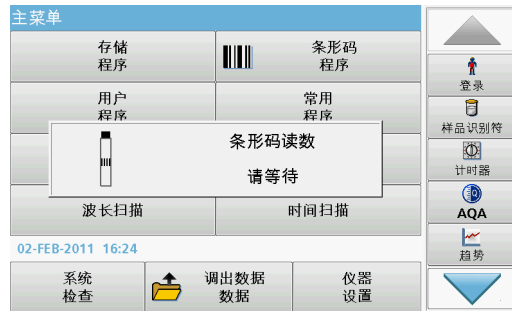 主菜单
存储
程序
条形码
程序
用户
程序
常用
程序
条形码读数
请等待
波长扫描
时间扫描
02-FEB-2011 16:24
系统
检查
调出数据
数据
仪器
设置
登录
样品识别符
计时器
AQA
趋势